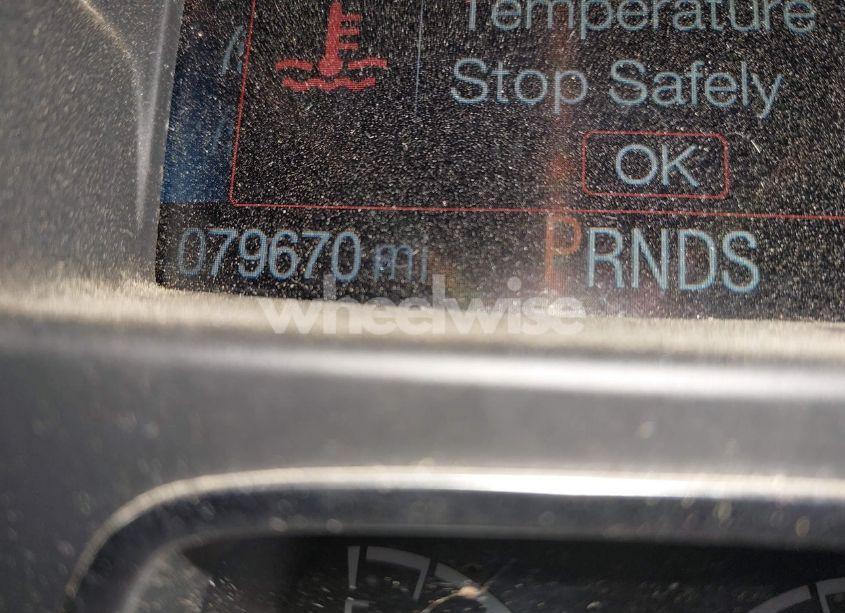 Temperature
Stop Safely
OK
079670 mi PRNDS
wheelwise